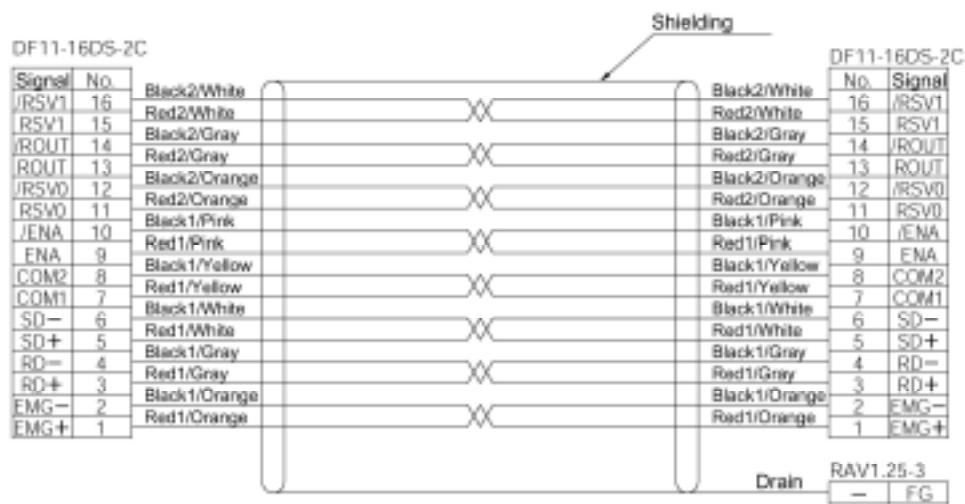 Shielding
DF11-16DS-2C
DF11-16DS-2C
Signal No. No. Signal
/RSV1 16 Black2/White Black2/White 16 /RSV1
RSV1 15 Red2/White Red2/White 15 RSV1
/ROUT 14 Black2/Gray Black2/Gray 14 /ROUT
ROUT 13 Red2/Gray Red2/Gray 13 ROUT
/RSV0 12 Black2/Orange Black2/Orange 12 /RSV0
RSV0 11 Red2/Orange Red2/Orange 11 RSV0
/ENA 10 Black1/Pink Black1/Pink 10 /ENA
ENA 9 Red1/Pink Red1/Pink 9 ENA
COM2 8 Black1/Yellow Black1/Yellow 8 COM2
COM1 7 Red1/Yellow Red1/Yellow 7 COM1
SD− 6 Black1/White Black1/White 6 SD−
SD+ 5 Red1/White Red1/White 5 SD+
RD− 4 Black1/Gray Black1/Gray 4 RD−
RD+ 3 Red1/Gray Red1/Gray 3 RD+
EMG− 2 Black1/Orange Black1/Orange 2 EMG−
EMG+ 1 Red1/Orange Red1/Orange 1 EMG+
RAV1.25-3
Drain − FG